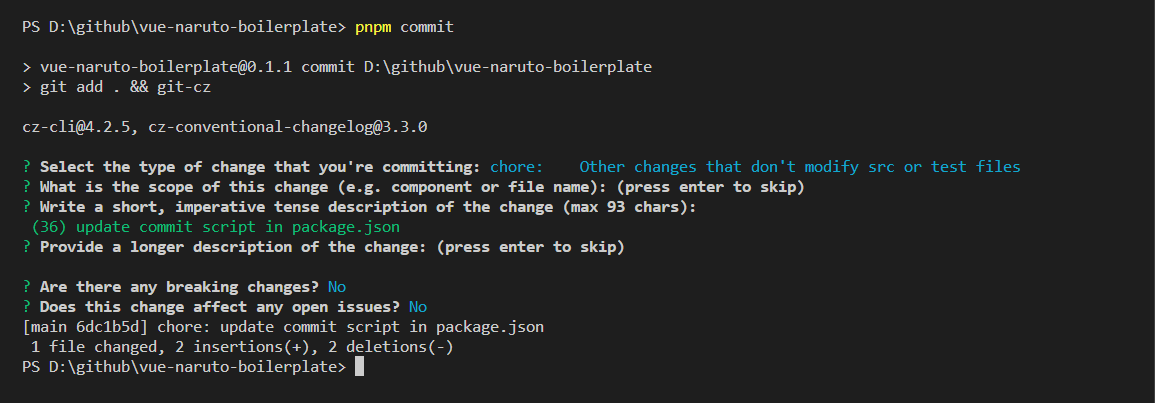 PS D:\github\vue-naruto-boilerplate> pnpm commit
> vue-naruto-boilerplate@0.1.1 commit D:\github\vue-naruto-boilerplate
> git add . && git-cz
cz-cli@4.2.5, cz-conventional-changelog@3.3.0
? Select the type of change that you're committing: chore:    Other changes that don't modify src or test files
? What is the scope of this change (e.g. component or file name): (press enter to skip)
? Write a short, imperative tense description of the change (max 93 chars):
(36) update commit script in package.json
? Provide a longer description of the change: (press enter to skip)
? Are there any breaking changes? No
? Does this change affect any open issues? No
[main 6dc1b5d] chore: update commit script in package.json
1 file changed, 2 insertions(+), 2 deletions(-)
PS D:\github\vue-naruto-boilerplate>